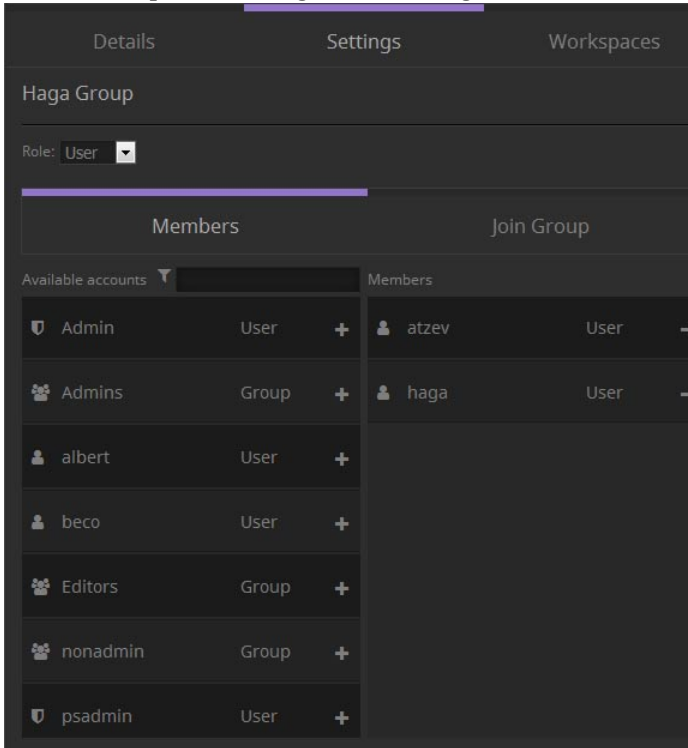 Details Settings Workspaces
Haga Group
Role: User
Members Join Group
Available accounts Members
Admin User + atzev User -
Admins Group + haga User -
albert User +
beco User +
Editors Group +
nonadmin Group +
psadmin User +